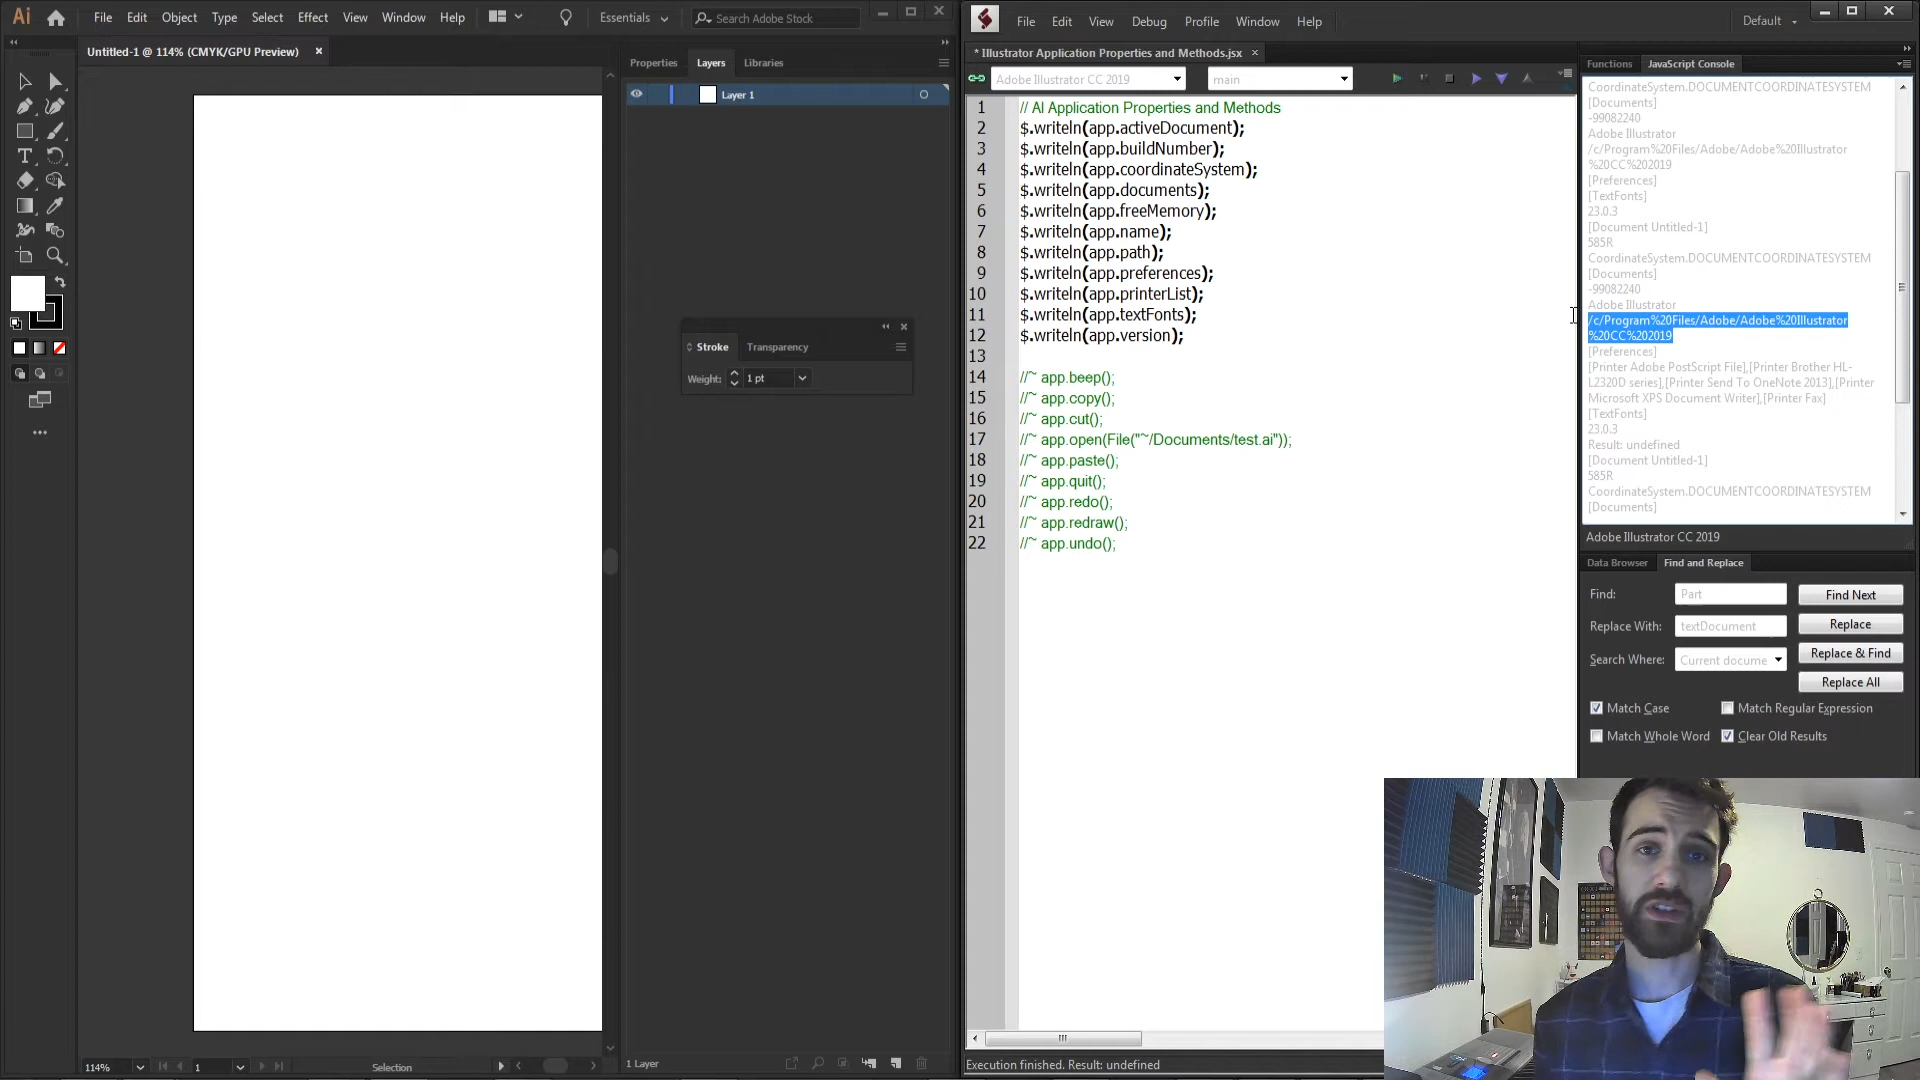 Ai File Edit Object Type Select Effect View Window Help Essentials Search Adobe Stock
Untitled-1 @ 114% (CMYK/GPU Preview)
Properties Layers Libraries
Layer 1
Stroke Transparency
Weight: 1 pt
1 Layer
114% 1 Selection
File Edit View Debug Profile Window Help Default
* Illustrator Application Properties and Methods.jsx
Adobe Illustrator CC 2019 main
1 // AI Application Properties and Methods
2 $.writeln(app.activeDocument);
3 $.writeln(app.buildNumber);
4 $.writeln(app.coordinateSystem);
5 $.writeln(app.documents);
6 $.writeln(app.freeMemory);
7 $.writeln(app.name);
8 $.writeln(app.path);
9 $.writeln(app.preferences);
10 $.writeln(app.printerList);
11 $.writeln(app.textFonts);
12 $.writeln(app.version);
13
14 //~ app.beep();
15 //~ app.copy();
16 //~ app.cut();
17 //~ app.open(File("~/Documents/test.ai"));
18 //~ app.paste();
19 //~ app.quit();
20 //~ app.redo();
21 //~ app.redraw();
22 //~ app.undo();
Execution finished. Result: undefined
Functions JavaScript Console
CoordinateSystem.DOCUMENTCOORDINATESYSTEM
[Documents]
-99082240
Adobe Illustrator
/c/Program%20Files/Adobe/Adobe%20Illustrator
%20CC%202019
[Preferences]
[TextFonts]
23.0.3
[Document Untitled-1]
585R
CoordinateSystem.DOCUMENTCOORDINATESYSTEM
[Documents]
-99082240
Adobe Illustrator
/c/Program%20Files/Adobe/Adobe%20Illustrator
%20CC%202019
[Preferences]
[Printer Adobe PostScript File],[Printer Brother HL-
L2320D series],[Printer Send To OneNote 2013],[Printer
Microsoft XPS Document Writer],[Printer Fax]
[TextFonts]
23.0.3
Result: undefined
[Document Untitled-1]
585R
CoordinateSystem.DOCUMENTCOORDINATESYSTEM
[Documents]
Adobe Illustrator CC 2019
Data Browser Find and Replace
Find: Part Find Next
Replace With: textDocument Replace
Search Where: Current docume Replace & Find
Replace All
Match Case Match Regular Expression
Match Whole Word Clear Old Results